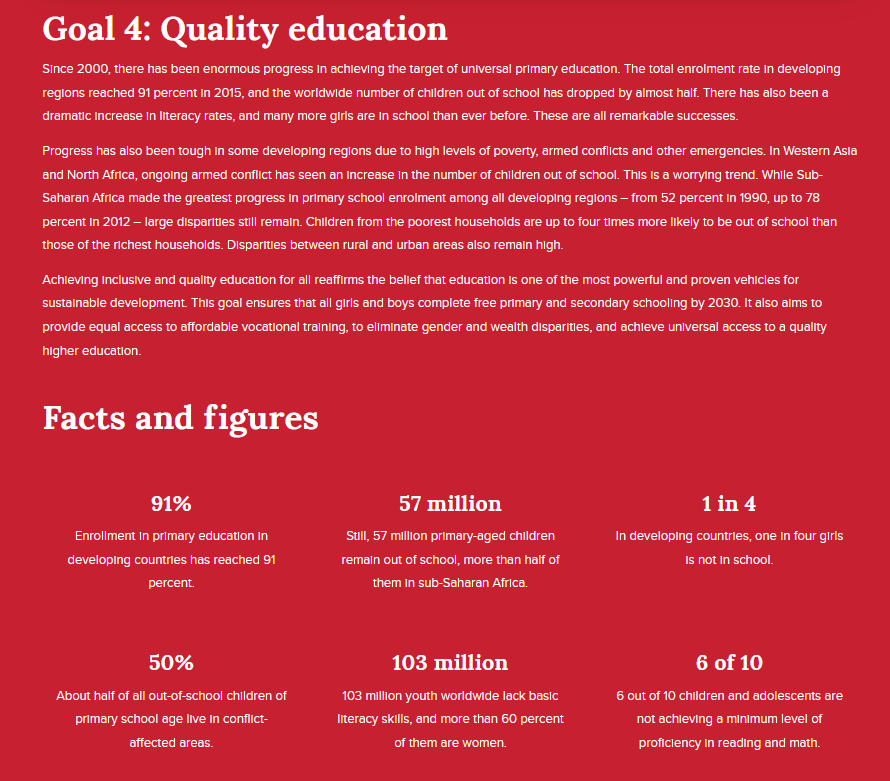 Goal 4: Quality education
Since 2000, there has been enormous progress in achieving the target of universal primary education. The total enrolment rate in developing
regions reached 91 percent in 2015, and the worldwide number of children out of school has dropped by almost half. There has also been a
dramatic increase in literacy rates, and many more girls are in school than ever before. These are all remarkable successes.
Progress has also been tough in some developing regions due to high levels of poverty, armed conflicts and other emergencies. In Western Asia
and North Africa, ongoing armed conflict has seen an increase in the number of children out of school. This is a worrying trend. While Sub-
Saharan Africa made the greatest progress in primary school enrolment among all developing regions – from 52 percent in 1990, up to 78
percent in 2012 – large disparities still remain. Children from the poorest households are up to four times more likely to be out of school than
those of the richest households. Disparities between rural and urban areas also remain high.
Achieving inclusive and quality education for all reaffirms the belief that education is one of the most powerful and proven vehicles for
sustainable development. This goal ensures that all girls and boys complete free primary and secondary schooling by 2030. It also aims to
provide equal access to affordable vocational training, to eliminate gender and wealth disparities, and achieve universal access to a quality
higher education.
Facts and figures
91%
Enrollment in primary education in
developing countries has reached 91
percent.
57 million
Still, 57 million primary-aged children
remain out of school, more than half of
them in sub-Saharan Africa.
1 in 4
In developing countries, one in four girls
is not in school.
50%
About half of all out-of-school children of
primary school age live in conflict-
affected areas.
103 million
103 million youth worldwide lack basic
literacy skills, and more than 60 percent
of them are women.
6 of 10
6 out of 10 children and adolescents are
not achieving a minimum level of
proficiency in reading and math.